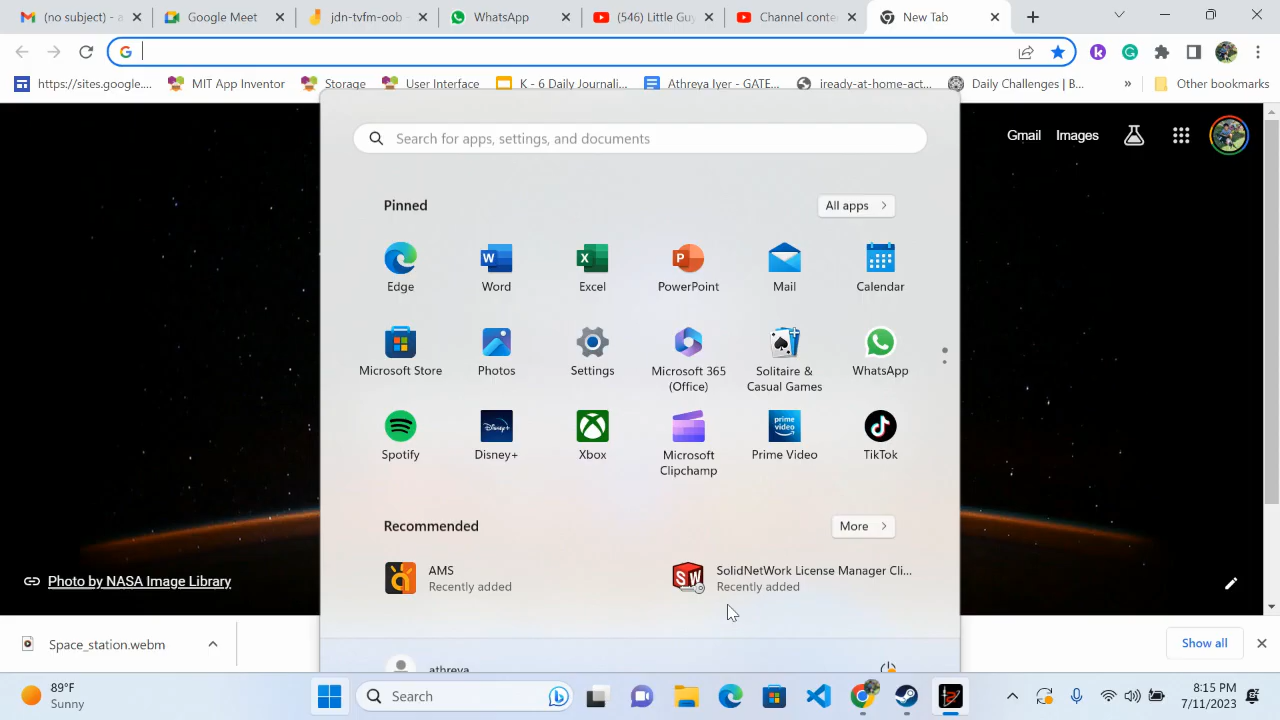 (no subject) - a
Google Meet
jdn-tvfm-oob -
WhatsApp
(546) Little Guy
Channel conte
New Tab
https://sites.google....
MIT App Inventor
Storage
User Interface
K - 6 Daily Journali...
Athreya Iyer - GATE...
iready-at-home-act...
Daily Challenges | B...
»
Other bookmarks
Gmail
Images
Search for apps, settings, and documents
Pinned
All apps >
Edge
Word
Excel
PowerPoint
Mail
Calendar
Microsoft Store
Photos
Settings
Microsoft 365
(Office)
Solitaire &
Casual Games
WhatsApp
Spotify
Disney+
Xbox
Microsoft
Clipchamp
prime
video
Prime Video
TikTok
Recommended
More >
AMS
Recently added
SolidNetWork License Manager Cli...
Recently added
Photo by NASA Image Library
athreya
Space_station.webm
Show all
89°F
Sunny
Search
8:15 PM
7/11/2023